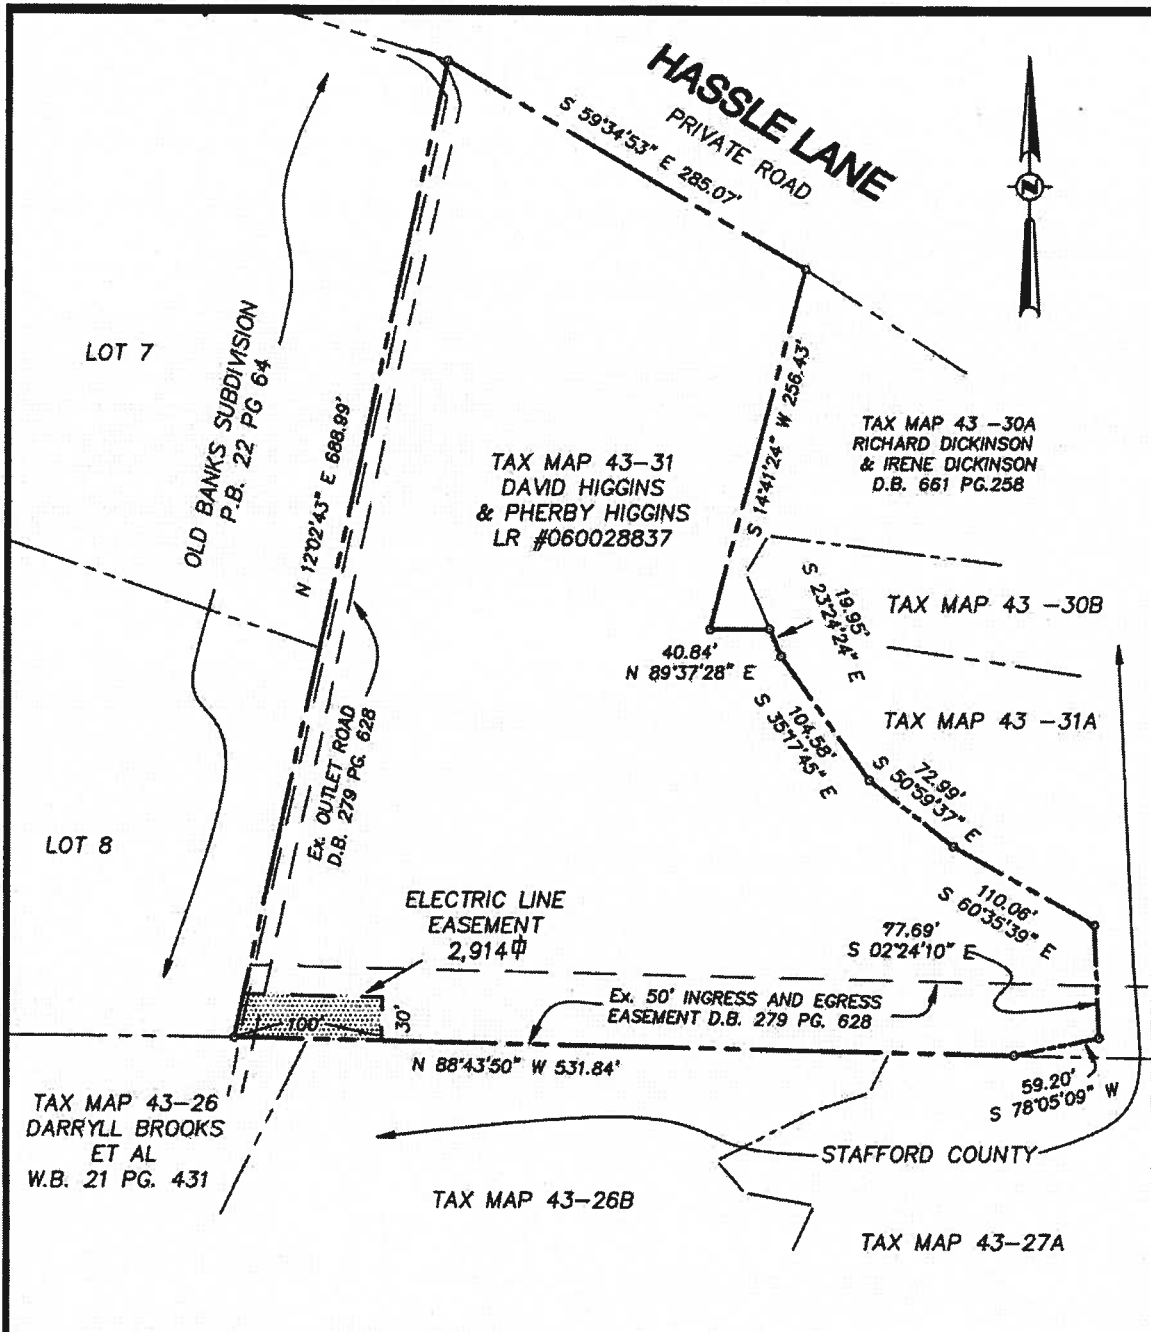 HASSLE LANE
PRIVATE ROAD
S 59°34'53" E 285.07'
N
LOT 7
OLD BANKS SUBDIVISION
P.B. 22 PG 64
N 12°02'43" E 688.99'
TAX MAP 43-31
DAVID HIGGINS
& PHERBY HIGGINS
LR #060028837
S 14°41'24" W 256.43'
TAX MAP 43 -30A
RICHARD DICKINSON
& IRENE DICKINSON
D.B. 661 PG.258
19.95'
S 23°24'24" E
TAX MAP 43 -30B
40.84'
N 89°37'28" E
104.58'
S 35°17'45" E
TAX MAP 43 -31A
72.99'
S 50°59'37" E
Ex. OUTLET ROAD
D.B. 279 PG. 628
LOT 8
ELECTRIC LINE
EASEMENT
2,914⏀
110.06'
S 60°35'39" E
77.69'
S 02°24'10" E
100'
30'
Ex. 50' INGRESS AND EGRESS
EASEMENT D.B. 279 PG. 628
N 88°43'50" W 531.84'
59.20'
S 78°05'09" W
TAX MAP 43-26
DARRYLL BROOKS
ET AL
W.B. 21 PG. 431
STAFFORD COUNTY
TAX MAP 43-26B
TAX MAP 43-27A